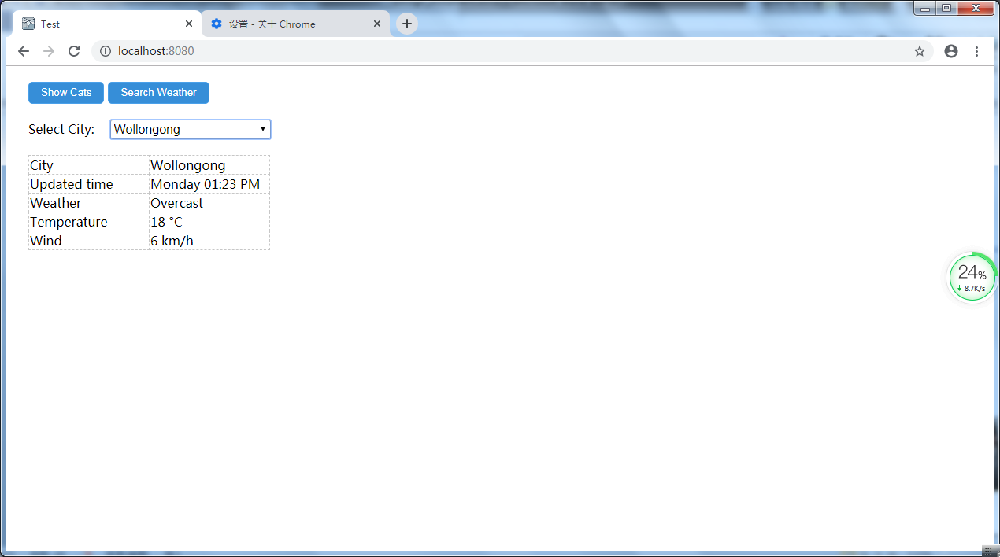 Test
设置 - 关于 Chrome
localhost:8080
Show Cats Search Weather
Select City: Wollongong
City Wollongong
Updated time Monday 01:23 PM
Weather Overcast
Temperature 18 °C
Wind 6 km/h
24%
8.7K/s